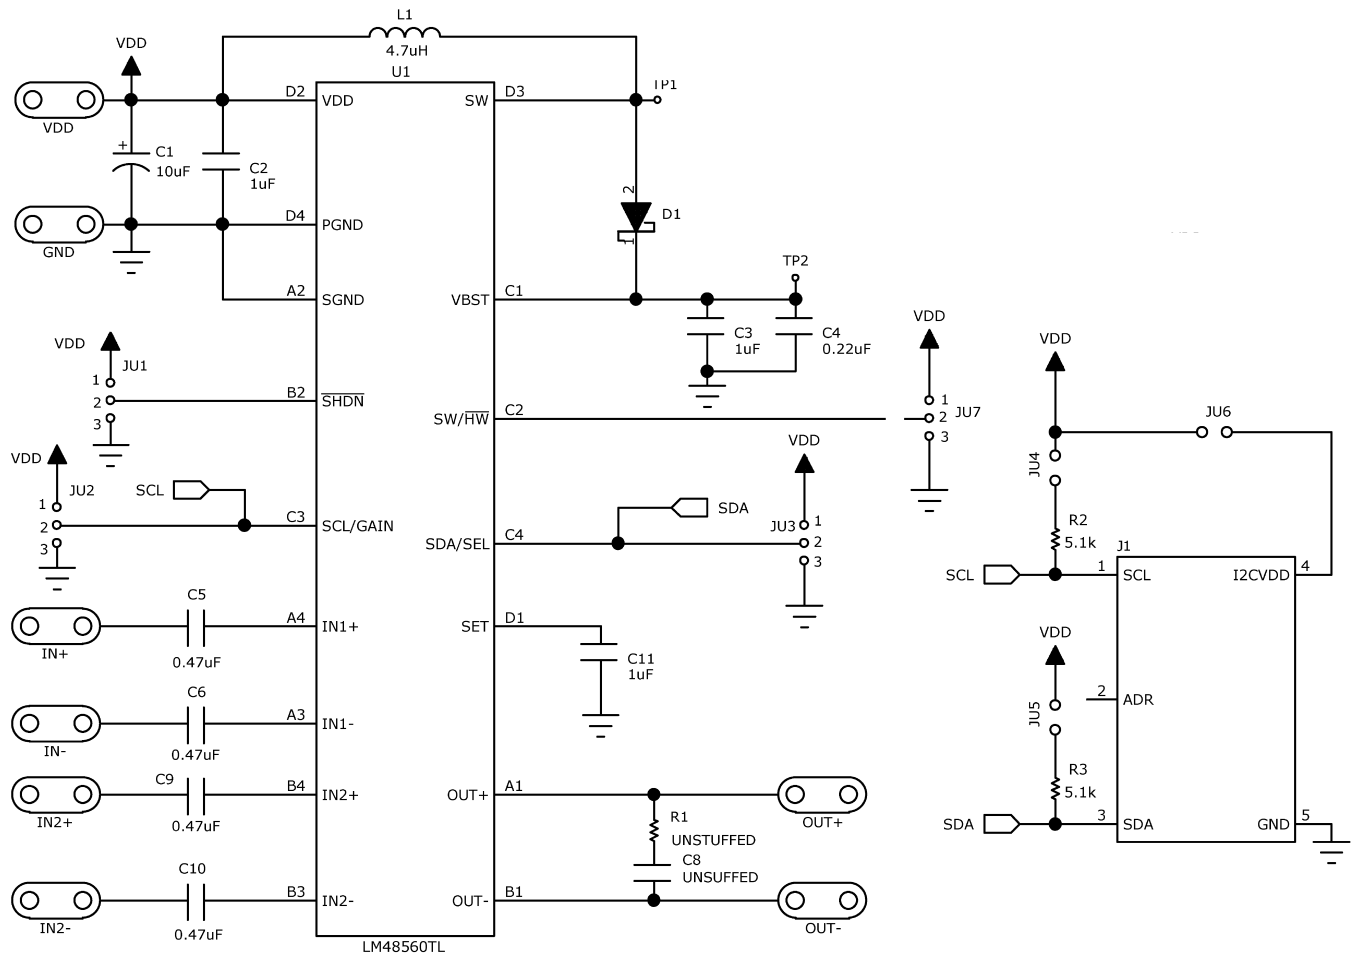 L1
4.7uH
VDD
U1
D2
VDD
SW
D3
TP1
VDD
+
C1
10uF
C2
1uF
2
D1
1
D4
PGND
GND
TP2
A2
SGND
VBST
C1
C3
1uF
C4
0.22uF
VDD
VDD
VDD
JU1
1
2
3
B2
SHDN
SW/HW
C2
1
2
3
JU7
JU6
VDD
JU2
1
2
3
SCL
C3
SCL/GAIN
SDA/SEL
C4
SDA
VDD
JU3
1
2
3
JU4
R2
5.1k
J1
SCL
1
SCL
I2CVDD
4
C5
0.47uF
IN+
A4
IN1+
SET
D1
C11
1uF
VDD
C6
0.47uF
IN-
A3
IN1-
2
ADR
JU5
C9
0.47uF
IN2+
B4
IN2+
OUT+
A1
R1
UNSTUFFED
C8
UNSUFFED
OUT+
R3
5.1k
SDA
3
SDA
GND
5
C10
0.47uF
IN2-
B3
IN2-
OUT-
B1
OUT-
LM48560TL